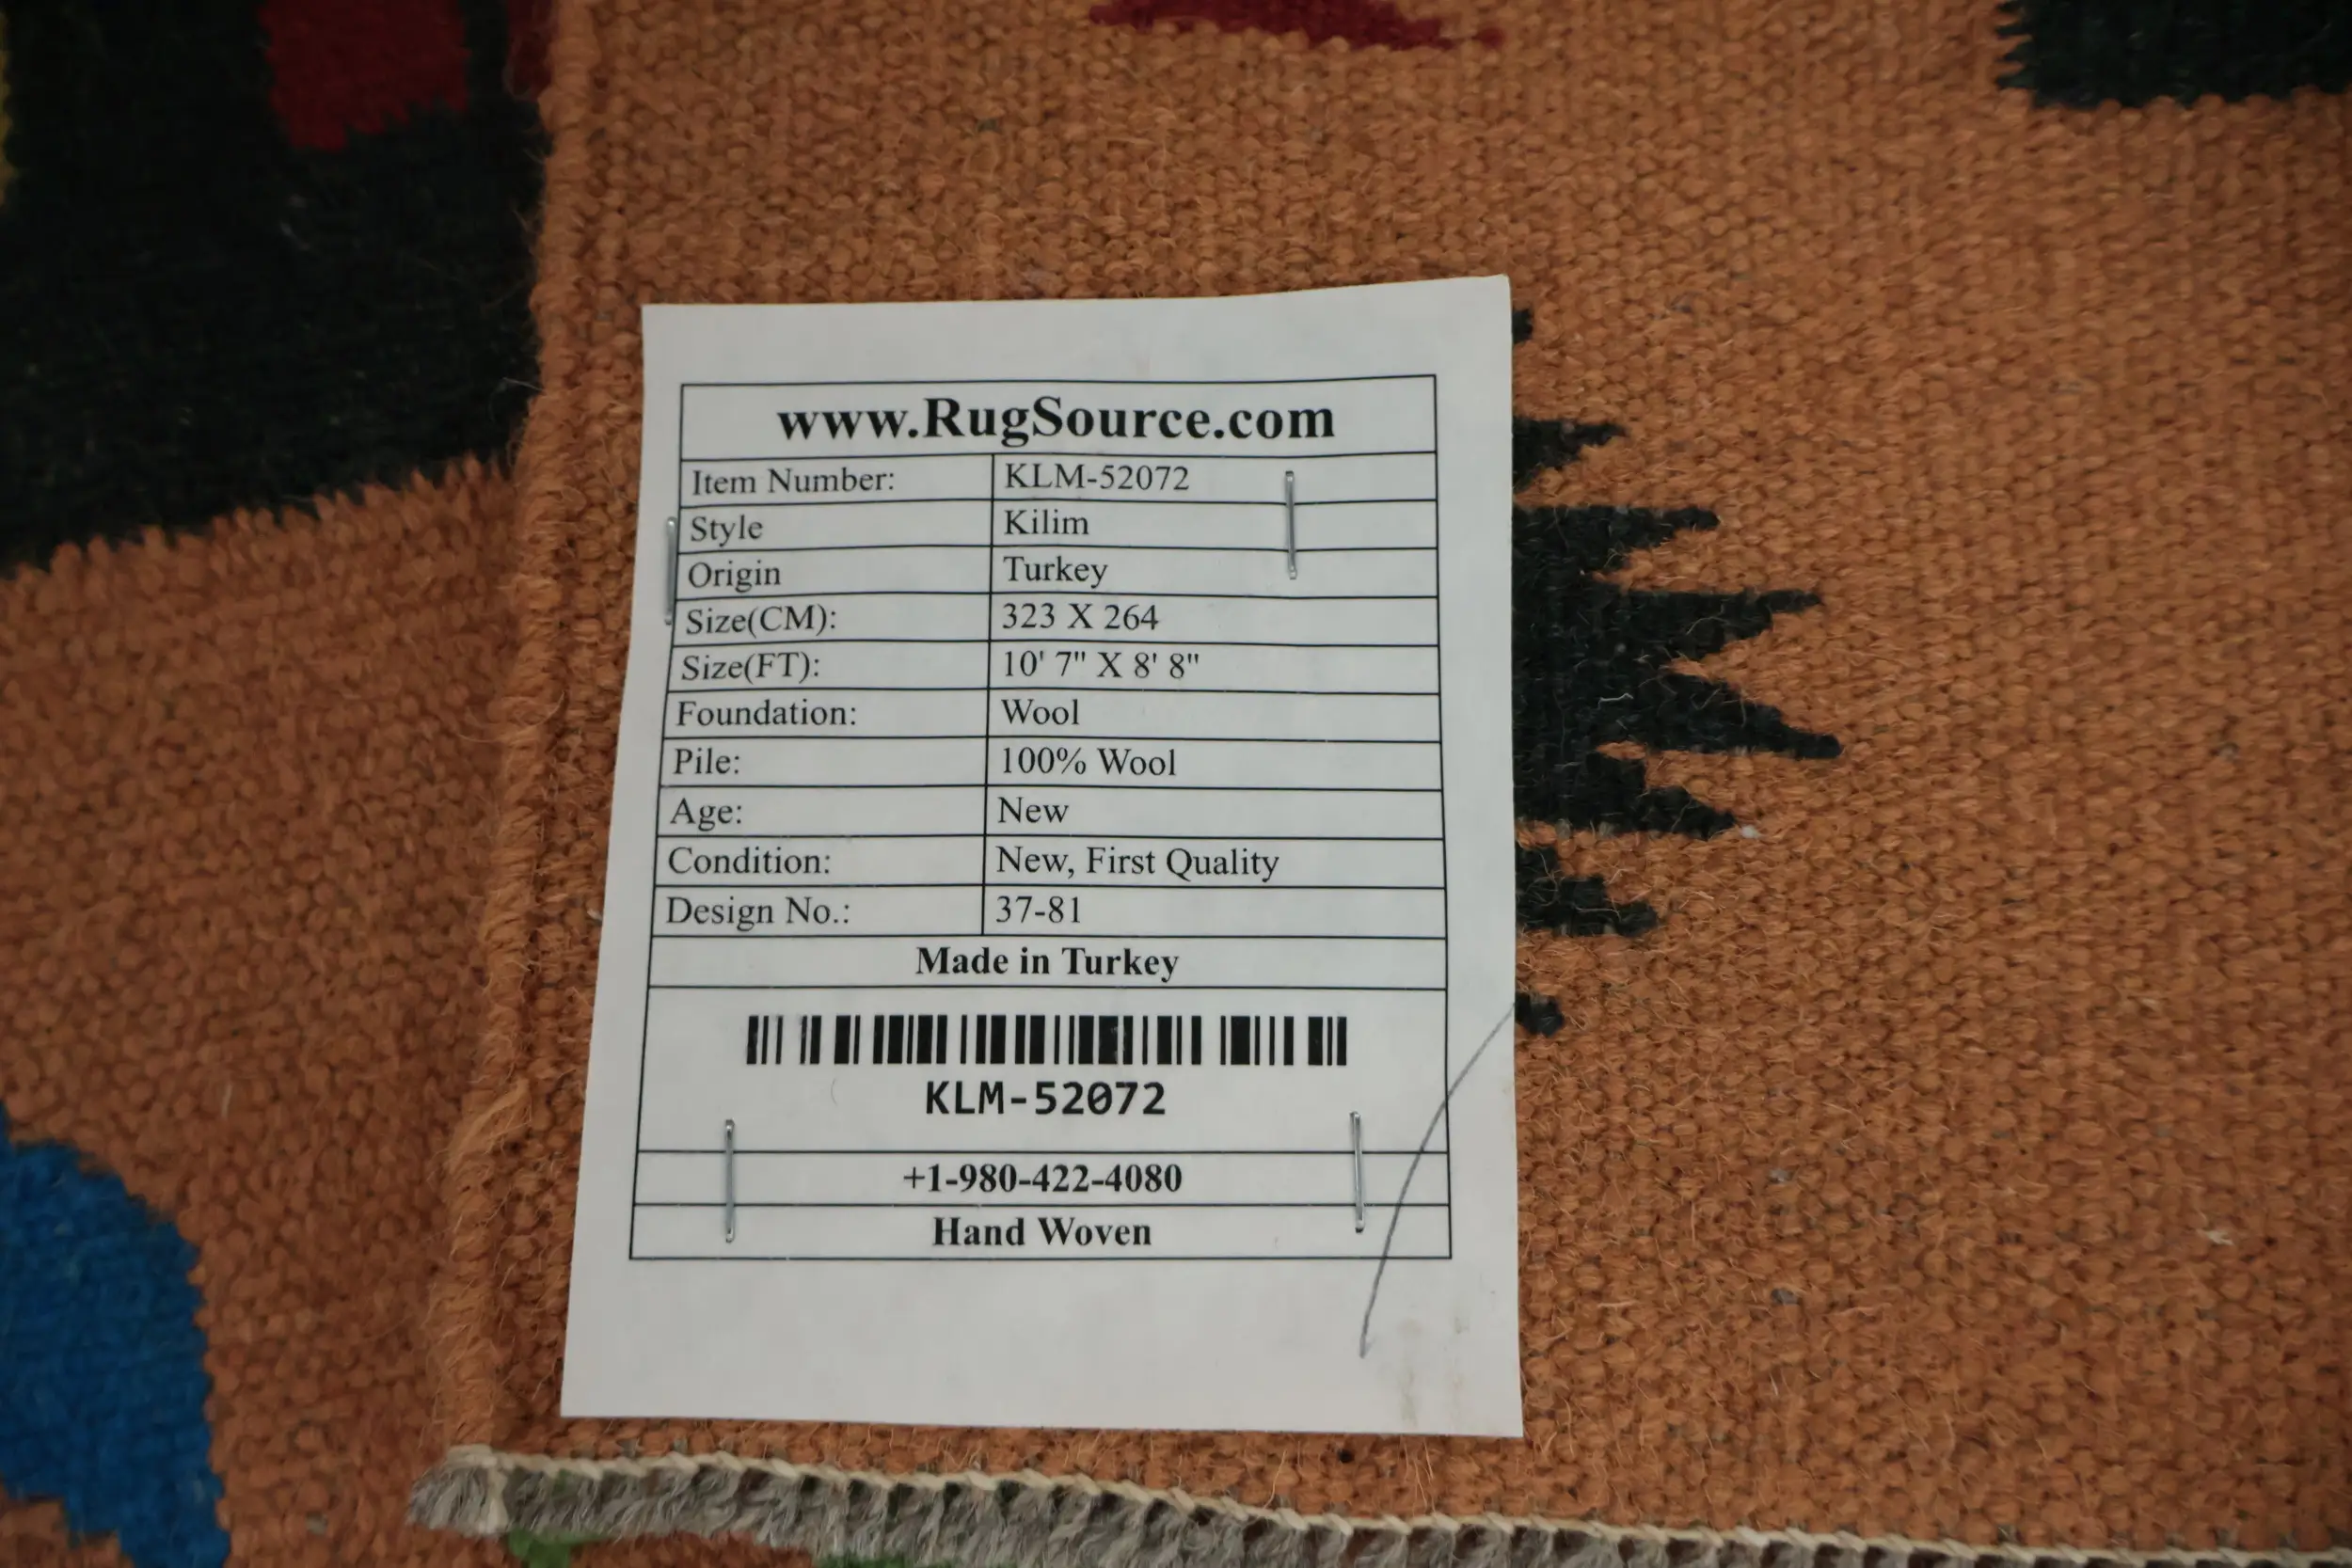 www.RugSource.com
Item Number: KLM-52072
Style Kilim
Origin Turkey
Size(CM): 323 X 264
Size(FT): 10' 7" X 8' 8"
Foundation: Wool
Pile: 100% Wool
Age: New
Condition: New, First Quality
Design No.: 37-81
Made in Turkey
KLM-52072
+1-980-422-4080
Hand Woven